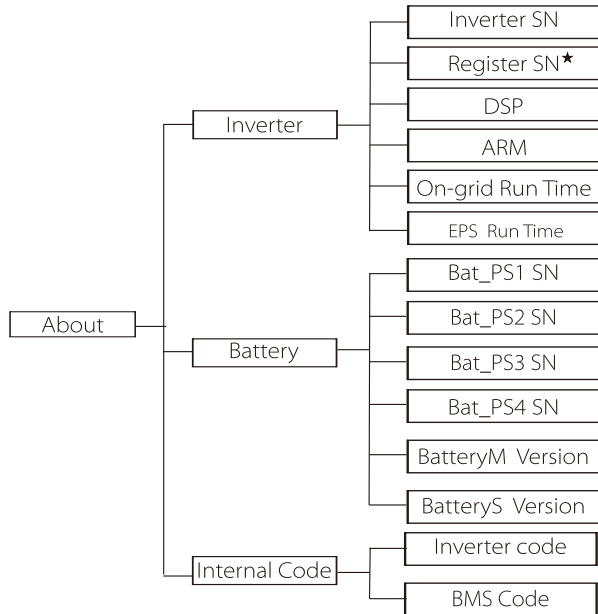 About
Inverter
Inverter SN
Register SN★
DSP
ARM
On-grid Run Time
EPS Run Time
Battery
Bat_PS1 SN
Bat_PS2 SN
Bat_PS3 SN
Bat_PS4 SN
BatteryM Version
BatteryS Version
Internal Code
Inverter code
BMS Code